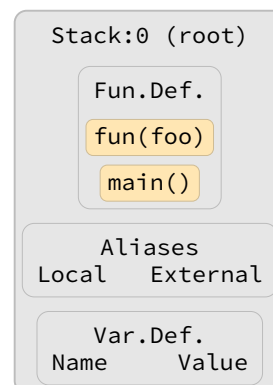 Stack:0 (root)
Fun.Def.
fun(foo)
main()
Aliases
Local External
Var.Def.
Name Value